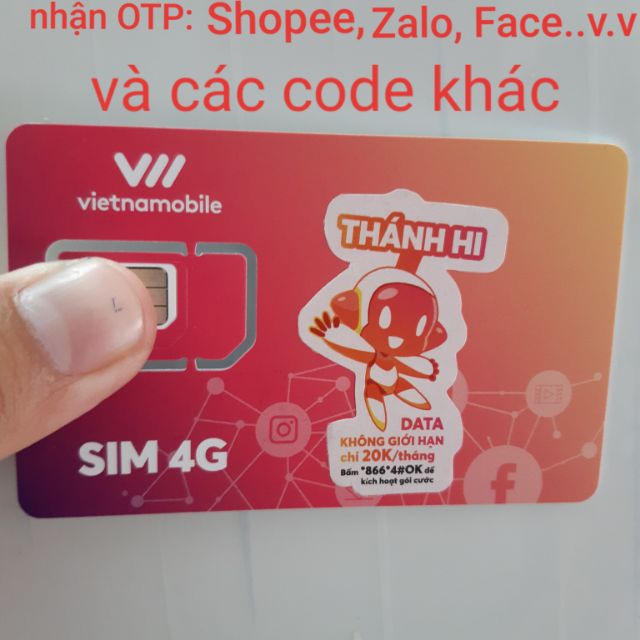 nhận OTP: Shopee, Zalo, Face..v.v
và các code khác
vietnamobile
THÁNH HI
DATA
KHÔNG GIỚI HẠN
chỉ 20K/tháng
Bấm *866*4#OK để
kích hoạt gói cước
SIM 4G